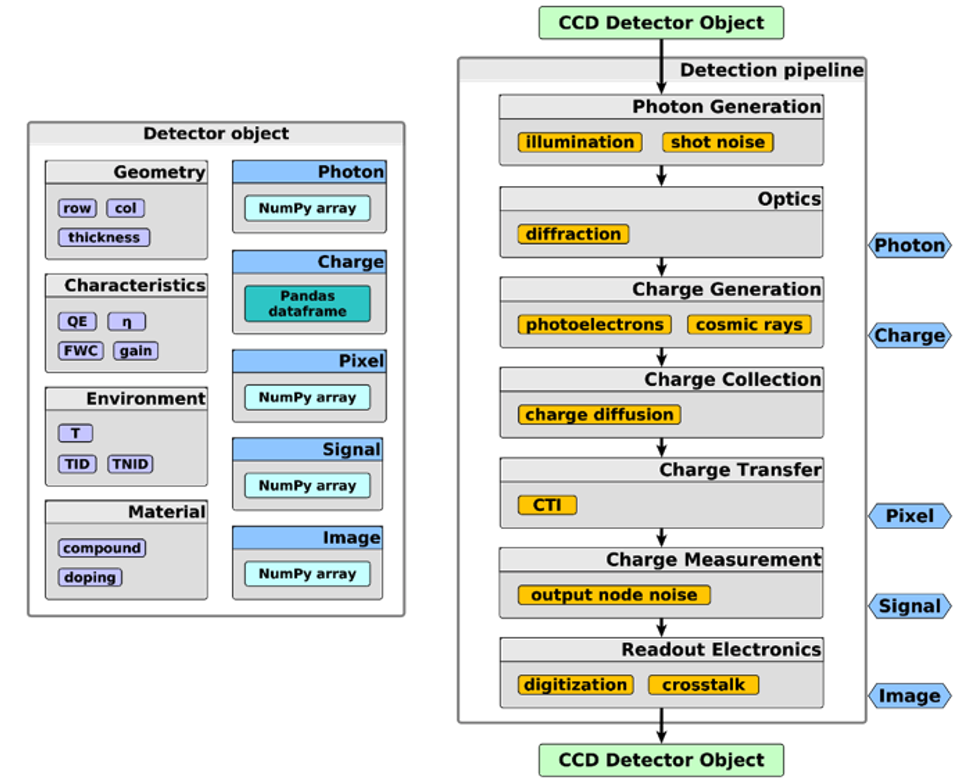 CCD Detector Object
Detection pipeline
Photon Generation
illumination shot noise
Optics
diffraction
Photon
Charge Generation
photoelectrons cosmic rays
Charge
Charge Collection
charge diffusion
Charge Transfer
CTI
Pixel
Charge Measurement
output node noise
Signal
Readout Electronics
digitization crosstalk
Image
CCD Detector Object
Detector object
Geometry
row col
thickness
Characteristics
QE η
FWC gain
Environment
T
TID TNID
Material
compound
doping
Photon
NumPy array
Charge
Pandas
dataframe
Pixel
NumPy array
Signal
NumPy array
Image
NumPy array